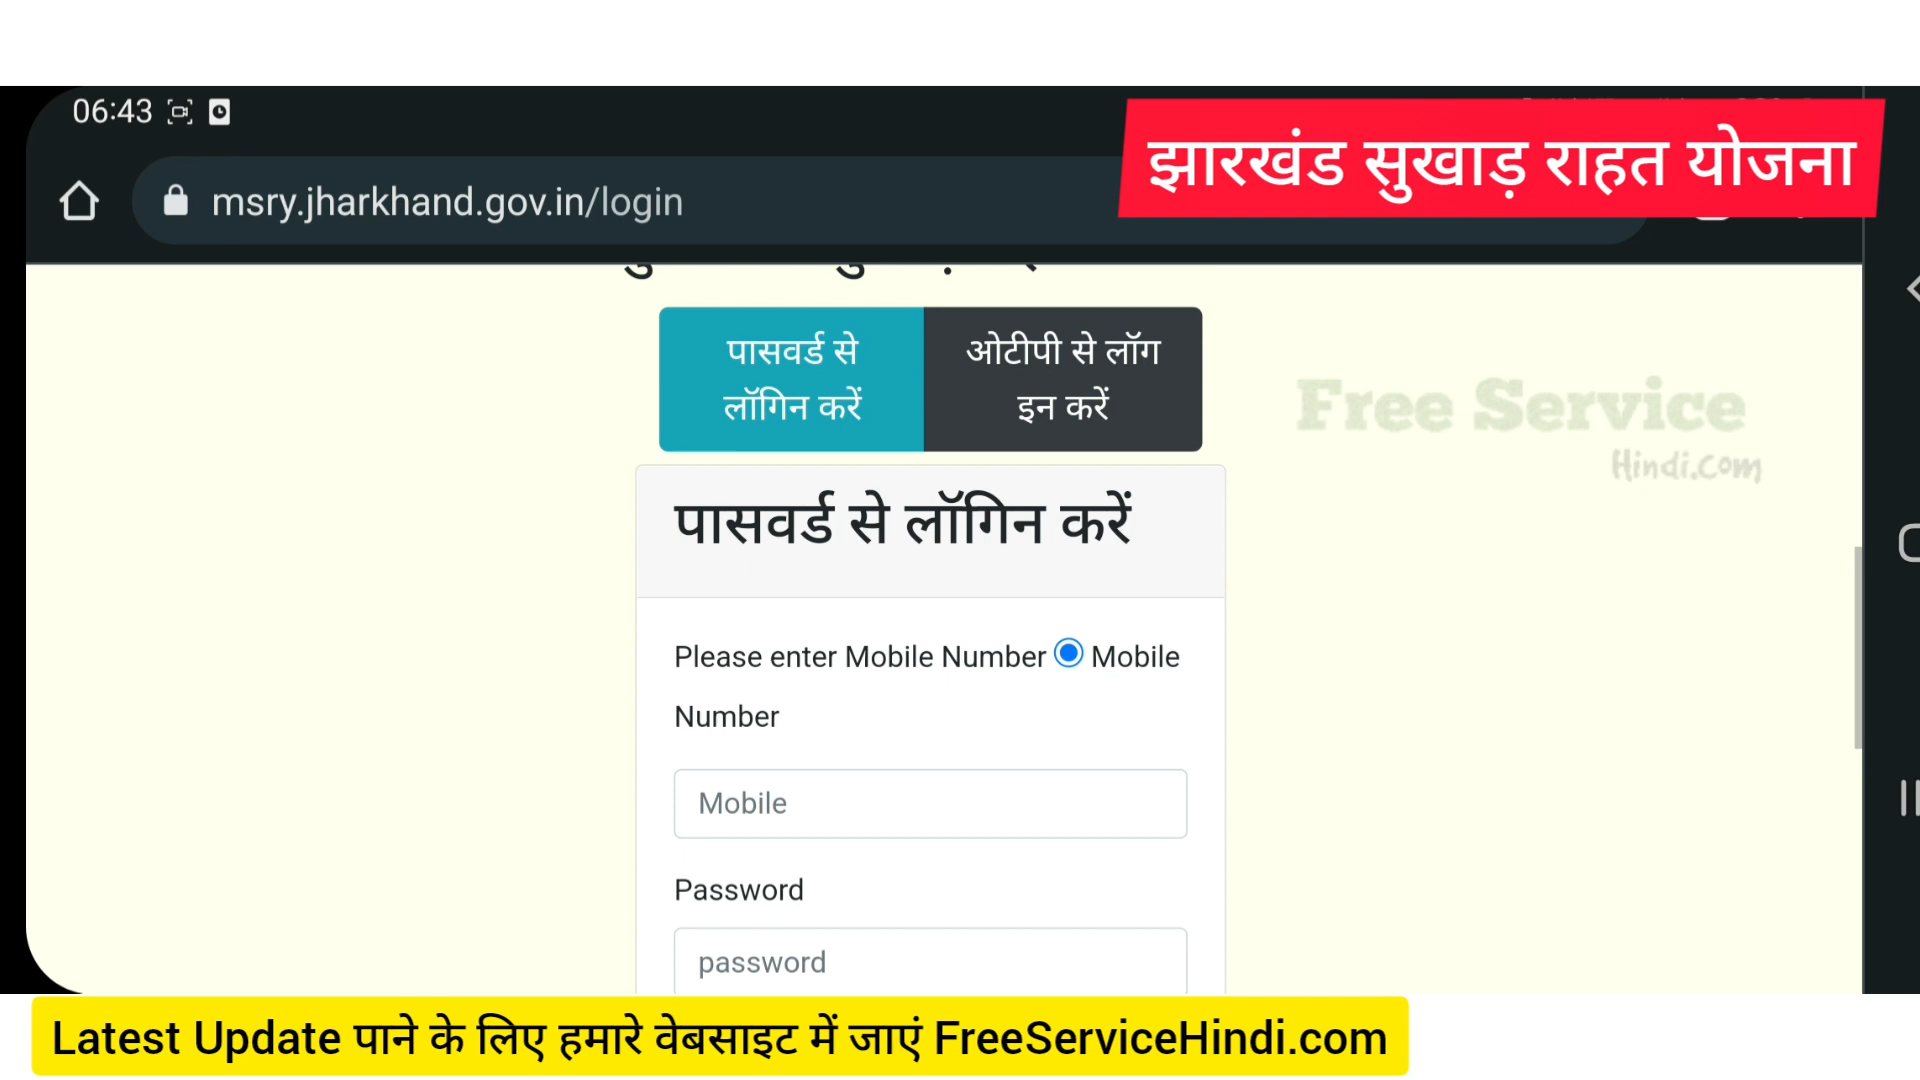 06:43
झारखंड सुखाड़ राहत योजना
msry.jharkhand.gov.in/login
पासवर्ड से
लॉगिन करें
ओटीपी से लॉग
इन करें
Free Service
Hindi.Com
पासवर्ड से लॉगिन करें
Please enter Mobile Number Mobile
Number
Mobile
Password
password
Latest Update पाने के लिए हमारे वेबसाइट में जाएं FreeServiceHindi.com